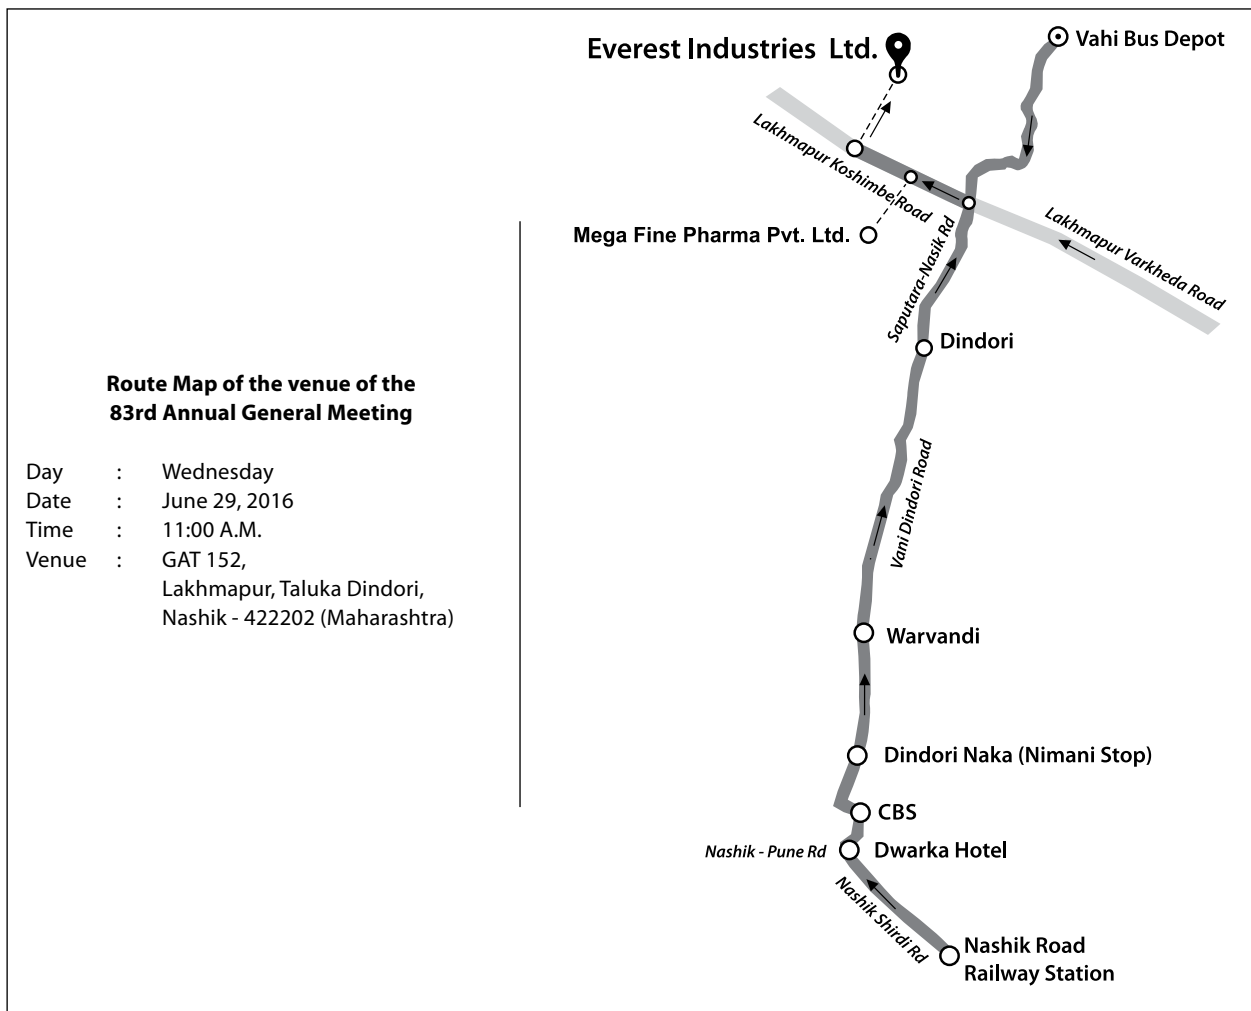 Route Map of the venue of the
83rd Annual General Meeting
Day : Wednesday
Date : June 29, 2016
Time : 11:00 A.M.
Venue : GAT 152,
Lakhmapur, Taluka Dindori,
Nashik - 422202 (Maharashtra)
Everest Industries Ltd.
Vahi Bus Depot
Lakhmapur Koshimbe Road
Mega Fine Pharma Pvt. Ltd.
Lakhmapur Varkheda Road
Saputara-Nasik Rd
Dindori
Vani Dindori Road
Warvandi
Dindori Naka (Nimani Stop)
CBS
Nashik - Pune Rd
Dwarka Hotel
Nashik Shirdi Rd
Nashik Road
Railway Station